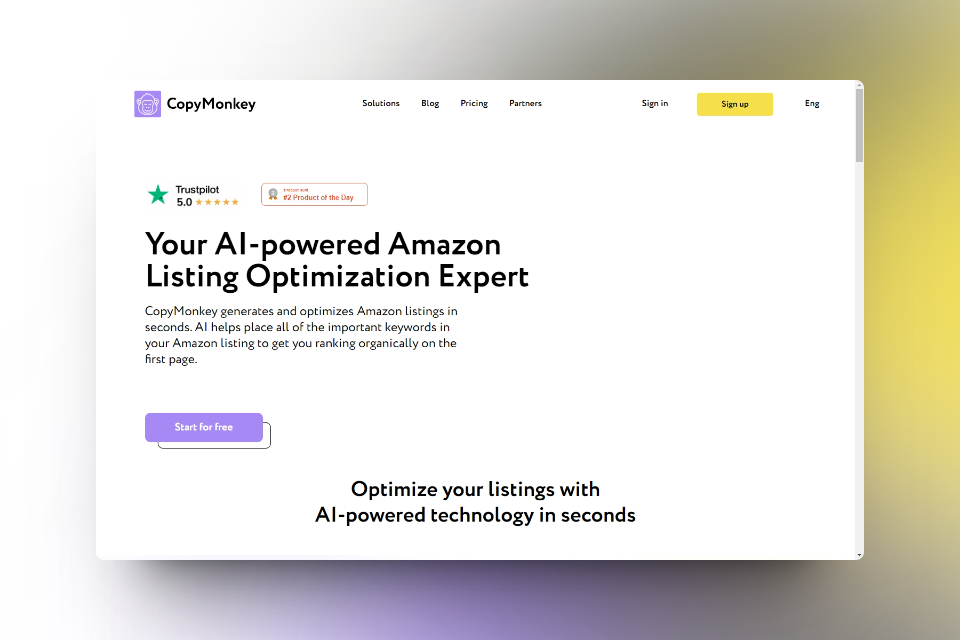 CopyMonkey
Solutions
Blog
Pricing
Partners
Sign in
Sign up
Eng
Trustpilot
5.0
#2 Product of the Day
Your AI-powered Amazon
Listing Optimization Expert
CopyMonkey generates and optimizes Amazon listings in
seconds. AI helps place all of the important keywords in
your Amazon listing to get you ranking organically on the
first page.
Start for free
Optimize your listings with
AI-powered technology in seconds